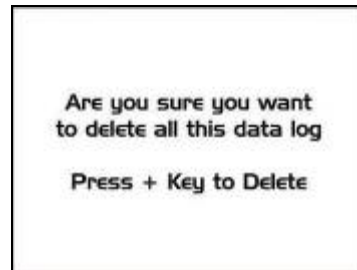 Are you sure you want
to delete all this data log
Press + Key to Delete